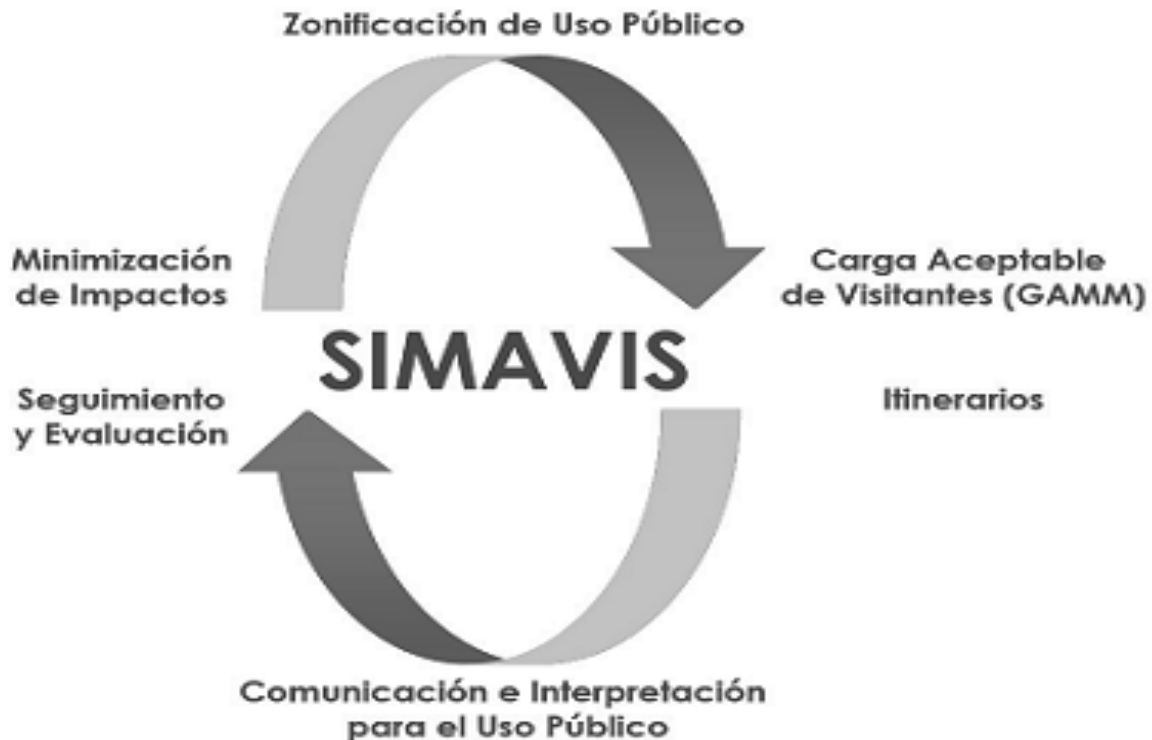 Zonificación de Uso Público
Minimización
de Impactos
Carga Aceptable
de Visitantes (GAMM)
SIMAVIS
Seguimiento
y Evaluación
Itinerarios
Comunicación e Interpretación
para el Uso Público